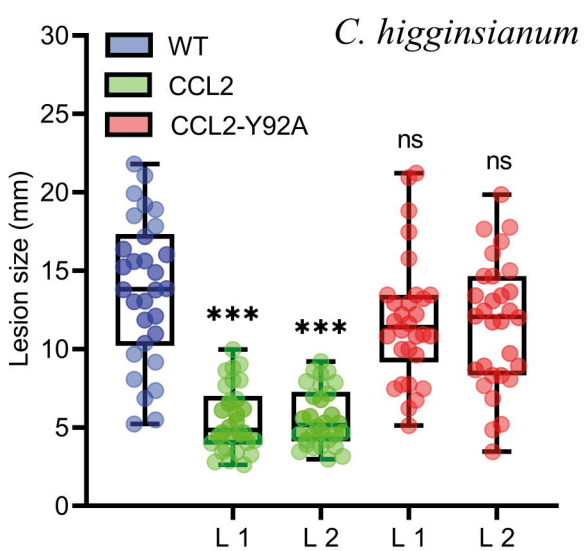 C. higginsianum
WT
CCL2
CCL2-Y92A
Lesion size (mm)
30
25
20
15
10
5
0
***
***
ns
ns
L 1
L 2
L 1
L 2